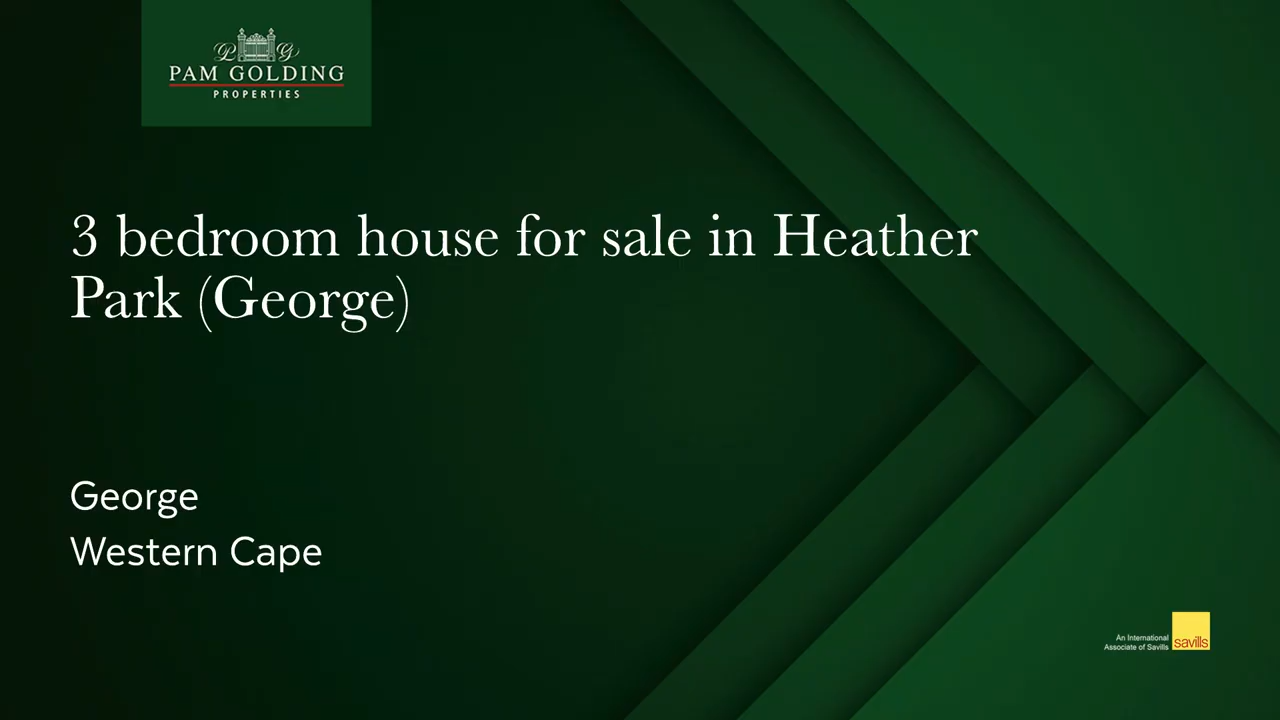 P G
PAM GOLDING
PROPERTIES
3 bedroom house for sale in Heather
Park (George)
George
Western Cape
An International
Associate of Savills
savills